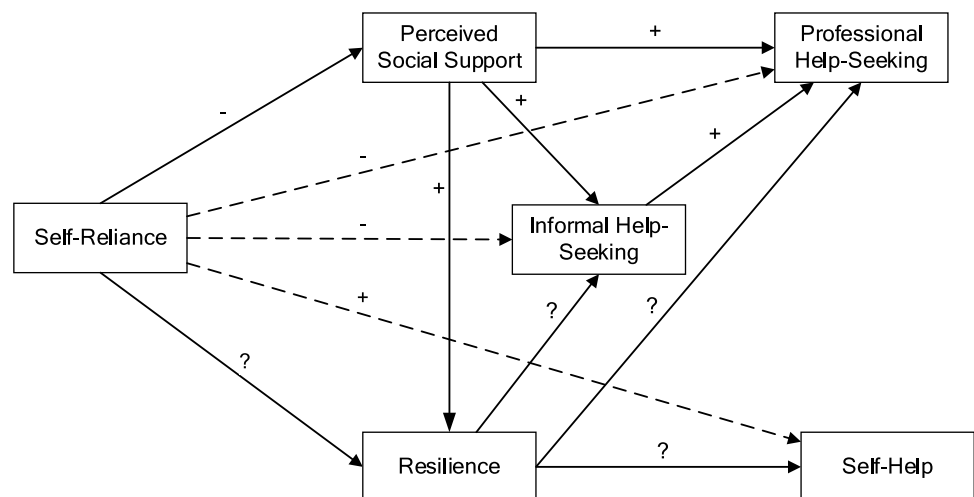 Perceived
Social Support
+
Professional
Help-Seeking
-
+
-
+
+
Self-Reliance
-
Informal Help-
Seeking
+
?
?
?
Resilience
?
Self-Help